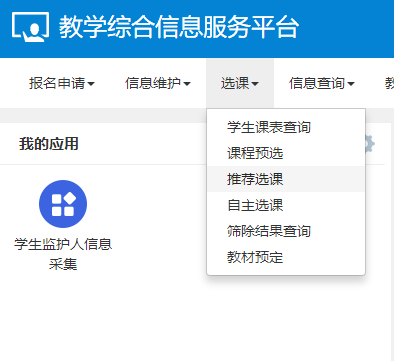 教学综合信息服务平台
报名申请 信息维护 选课 信息查询
学生课表查询
我的应用
课程预选
推荐选课
自主选课
学生监护人信息
采集
筛除结果查询
教材预定